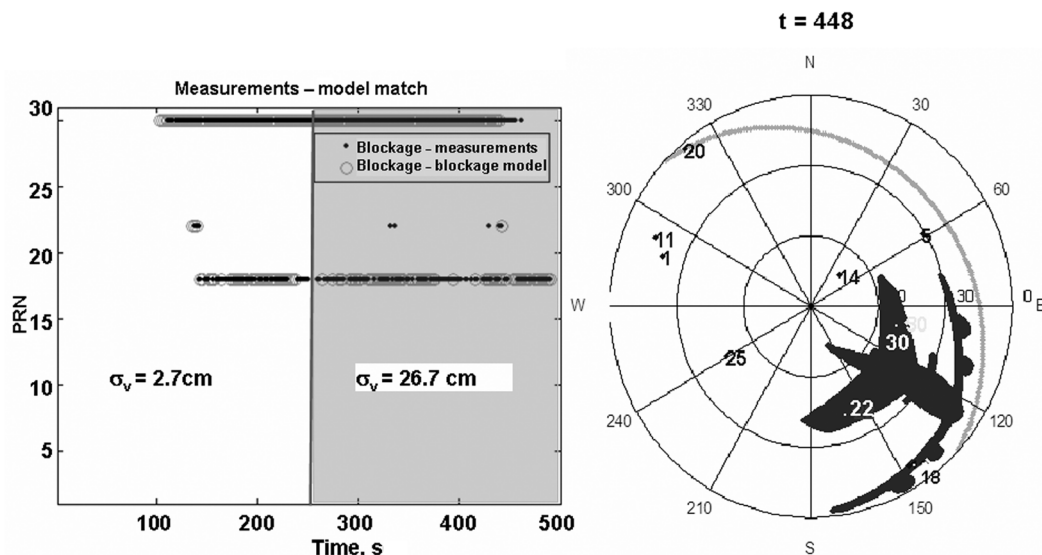 t = 448
Measurements – model match
30
25
20
15
10
5
PRN
Blockage – measurements
Blockage – blockage model
σv = 2.7cm
σv = 26.7 cm
100
200
300
400
500
Time, s
N
330
30
300
60
W
E
240
120
210
150
S
20
11
1
5
14
25
30
0
.30
.22
18